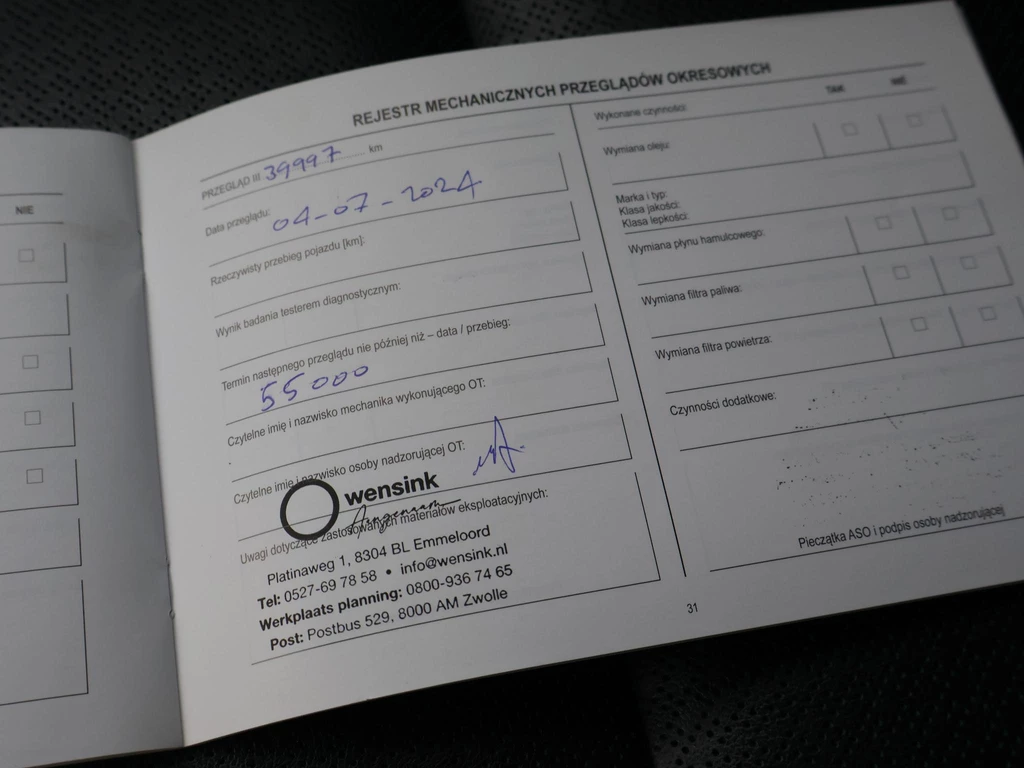 NIE
REJESTR MECHANICZNYCH PRZEGLĄDÓW OKRESOWYCH
PRZEGLĄD III 39997 km
Data przeglądu: 04-07-2024
Rzeczywisty przebieg pojazdu [km]:
Wynik badania testerem diagnostycznym:
Termin następnego przeglądu nie później niż – data / przebieg:
55000
Czytelne imię i nazwisko mechanika wykonującego OT:
Czytelne imię i nazwisko osoby nadzorującej OT:
wensink
Uwagi dotyczące zastosowanych materiałów eksploatacyjnych:
Platinaweg 1, 8304 BL Emmeloord
Tel: 0527-69 78 58 • info@wensink.nl
Werkplaats planning: 0800-936 74 65
Post: Postbus 529, 8000 AM Zwolle
Wykonane czynności: TAK NIE
Wymiana oleju:
Marka i typ:
Klasa jakości:
Klasa lepkości:
Wymiana płynu hamulcowego:
Wymiana filtra paliwa:
Wymiana filtra powietrza:
Czynności dodatkowe:
Pieczątka ASO i podpis osoby nadzorującej
31